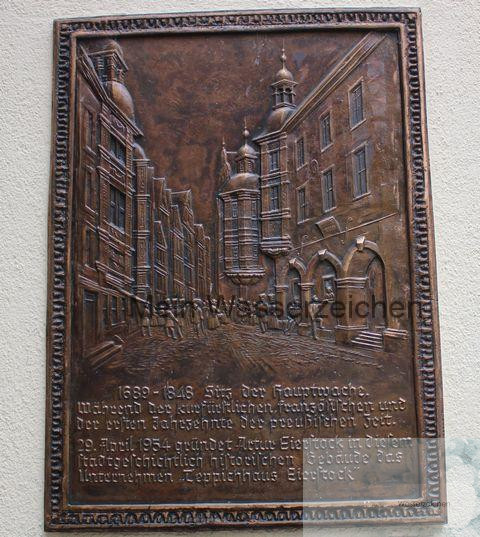 Mein Wasserzeichen
1689-1848 Sitz der Hauptwache.
Während der kurfürstlichen, französischen und
der ersten Jahrzehnte der preußischen Zeit.
29. April 1954 gründet Artur Eierstock in diesem
stadtgeschichtlich historischen Gebäude das
Unternehmen „Teppichhaus Eierstock"